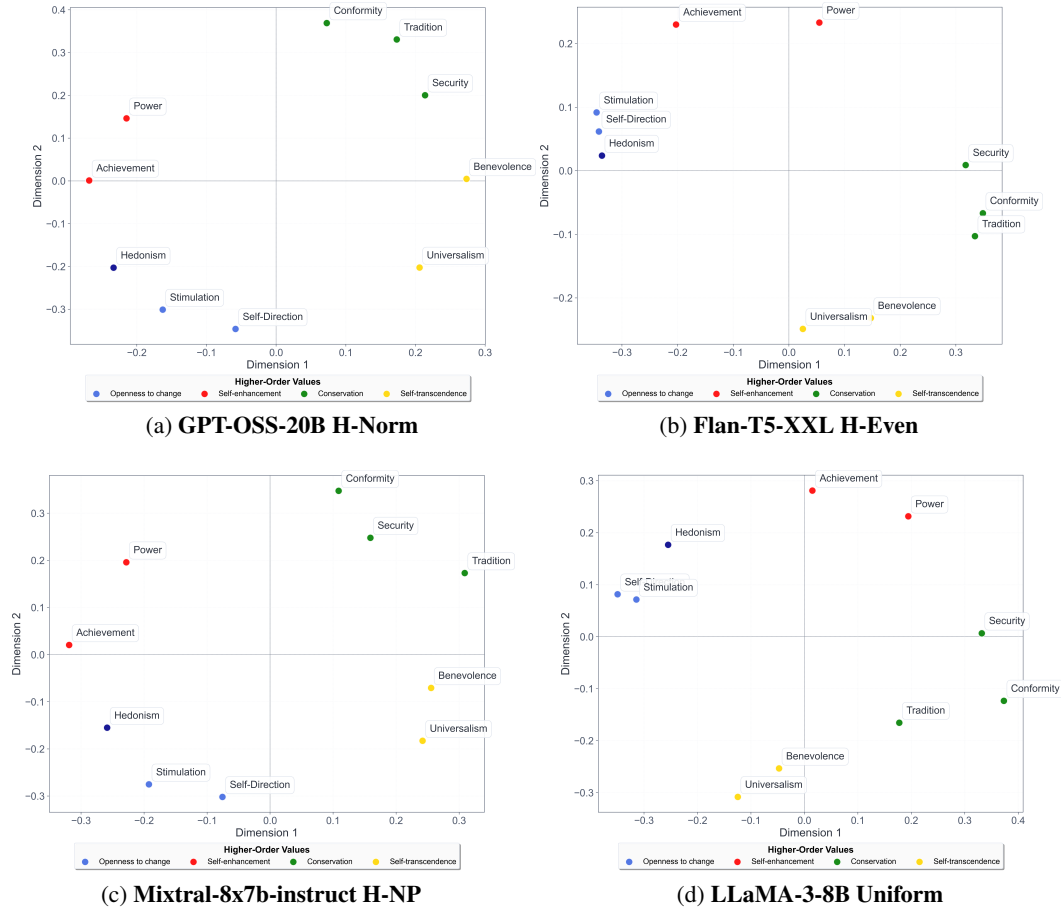 0.4
0.3
0.2
0.1
0.0
−0.1
−0.2
−0.3
Dimension 2
Conformity
Tradition
Security
Power
Achievement
Benevolence
Hedonism
Universalism
Stimulation
Self-Direction
−0.2 −0.1 0.0 0.1 0.2 0.3
Dimension 1
Higher-Order Values
Openness to change Self-enhancement Conservation Self-transcendence
(a) GPT-OSS-20B H-Norm
0.2
0.1
0.0
−0.1
−0.2
Dimension 2
Achievement
Power
Stimulation
Self-Direction
Hedonism
Security
Conformity
Tradition
Benevolence
Universalism
−0.3 −0.2 −0.1 0.0 0.1 0.2 0.3
Dimension 1
Higher-Order Values
Openness to change Self-enhancement Conservation Self-transcendence
(b) Flan-T5-XXL H-Even
0.3
0.2
0.1
0.0
−0.1
−0.2
−0.3
Dimension 2
Conformity
Security
Power
Tradition
Achievement
Benevolence
Hedonism
Universalism
Stimulation
Self-Direction
−0.3 −0.2 −0.1 0.0 0.1 0.2 0.3
Dimension 1
Higher-Order Values
Openness to change Self-enhancement Conservation Self-transcendence
(c) Mixtral-8x7b-instruct H-NP
0.3
0.2
0.1
0.0
−0.1
−0.2
−0.3
Dimension 2
Achievement
Power
Hedonism
Stimulation
Security
Conformity
Tradition
Benevolence
Universalism
−0.3 −0.2 −0.1 0.0 0.1 0.2 0.3 0.4
Dimension 1
Higher-Order Values
Openness to change Self-enhancement Conservation Self-transcendence
(d) LLaMA-3-8B Uniform